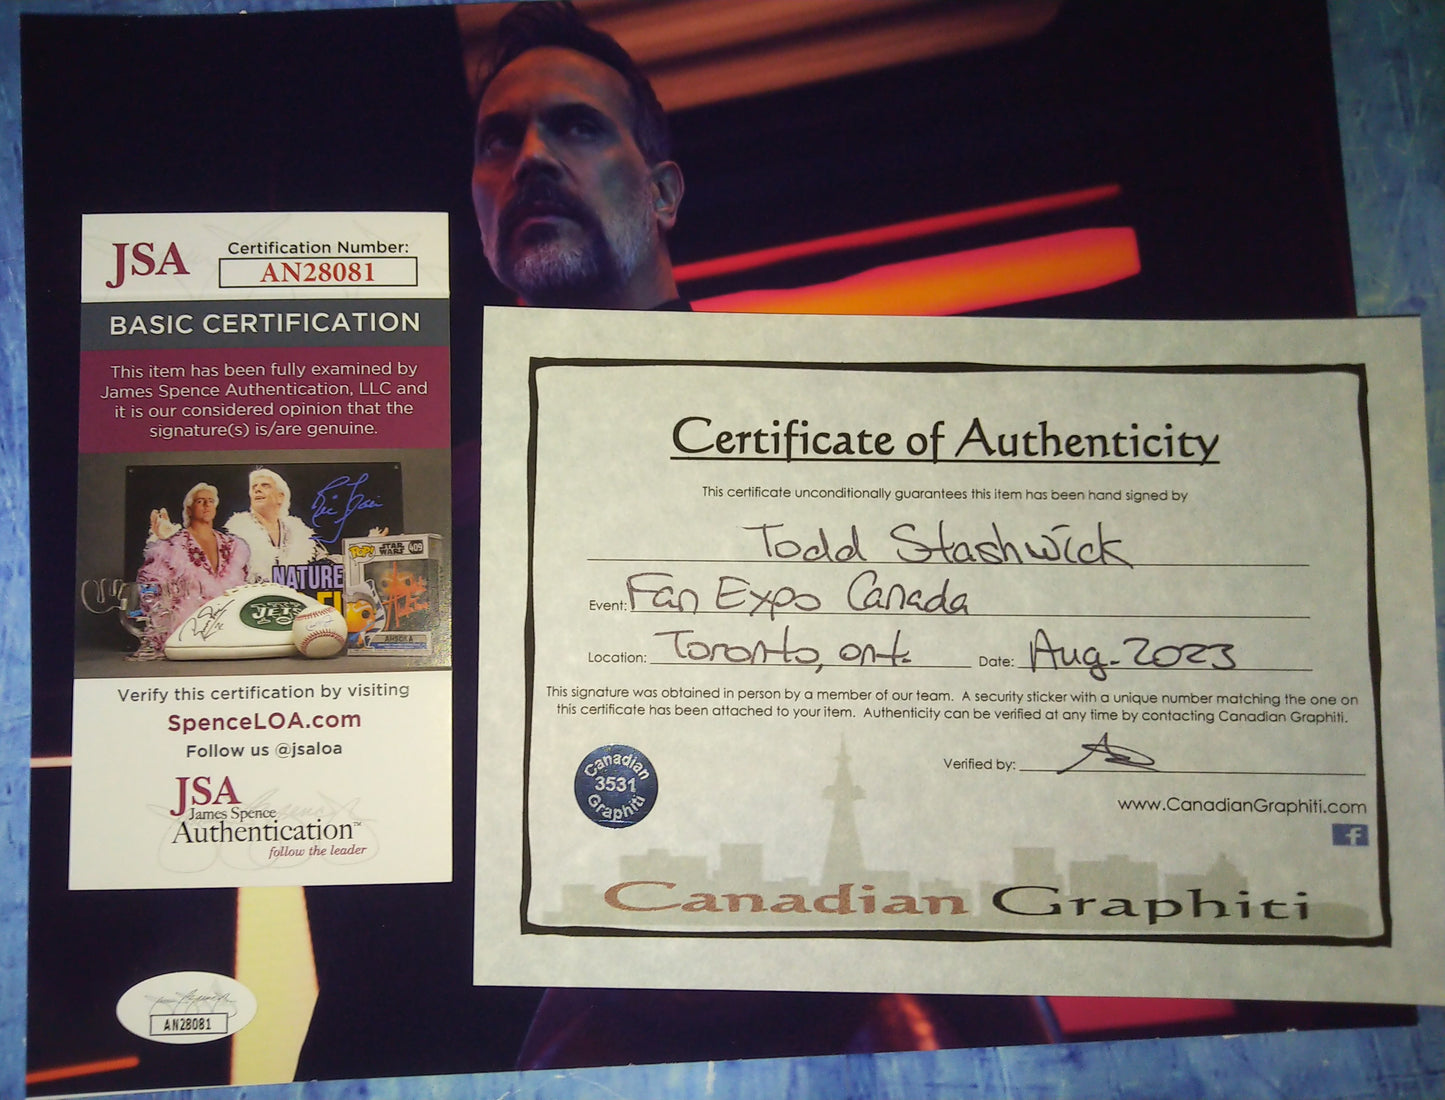 JSA
Certification Number:
AN28081
BASIC CERTIFICATION
This item has been fully examined by
James Spence Authentication, LLC and
it is our considered opinion that the
signature(s) is/are genuine.
POP!
STAR WARS
409
NATURE
JETS
AHSOKA
Verify this certification by visiting
SpenceLOA.com
Follow us @jsaloa
JSA
James Spence
Authentication™
follow the leader
AN28081
Certificate of Authenticity
This certificate unconditionally guarantees this item has been hand signed by
Todd Stashwick
Event: Fan Expo Canada
Location: Toronto, ont. Date: Aug. 2023
This signature was obtained in person by a member of our team. A security sticker with a unique number matching the one on
this certificate has been attached to your item. Authenticity can be verified at any time by contacting Canadian Graphiti.
Canadian
3531
Graphiti
Verified by:
www.CanadianGraphiti.com
f
Canadian Graphiti